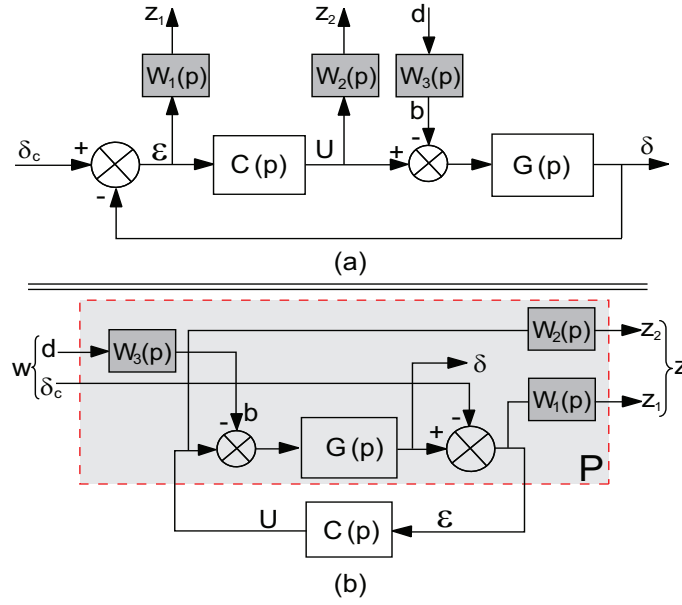 z₁ z₂ d
W₁(p) W₂(p) W₃(p)
b
δc + ε C(p) U + - G(p) δ
-
(a)
w d W₃(p) W₂(p) z₂ z
δc δ
b - W₁(p) z₁
- G(p) + P
U C(p) ε
(b)